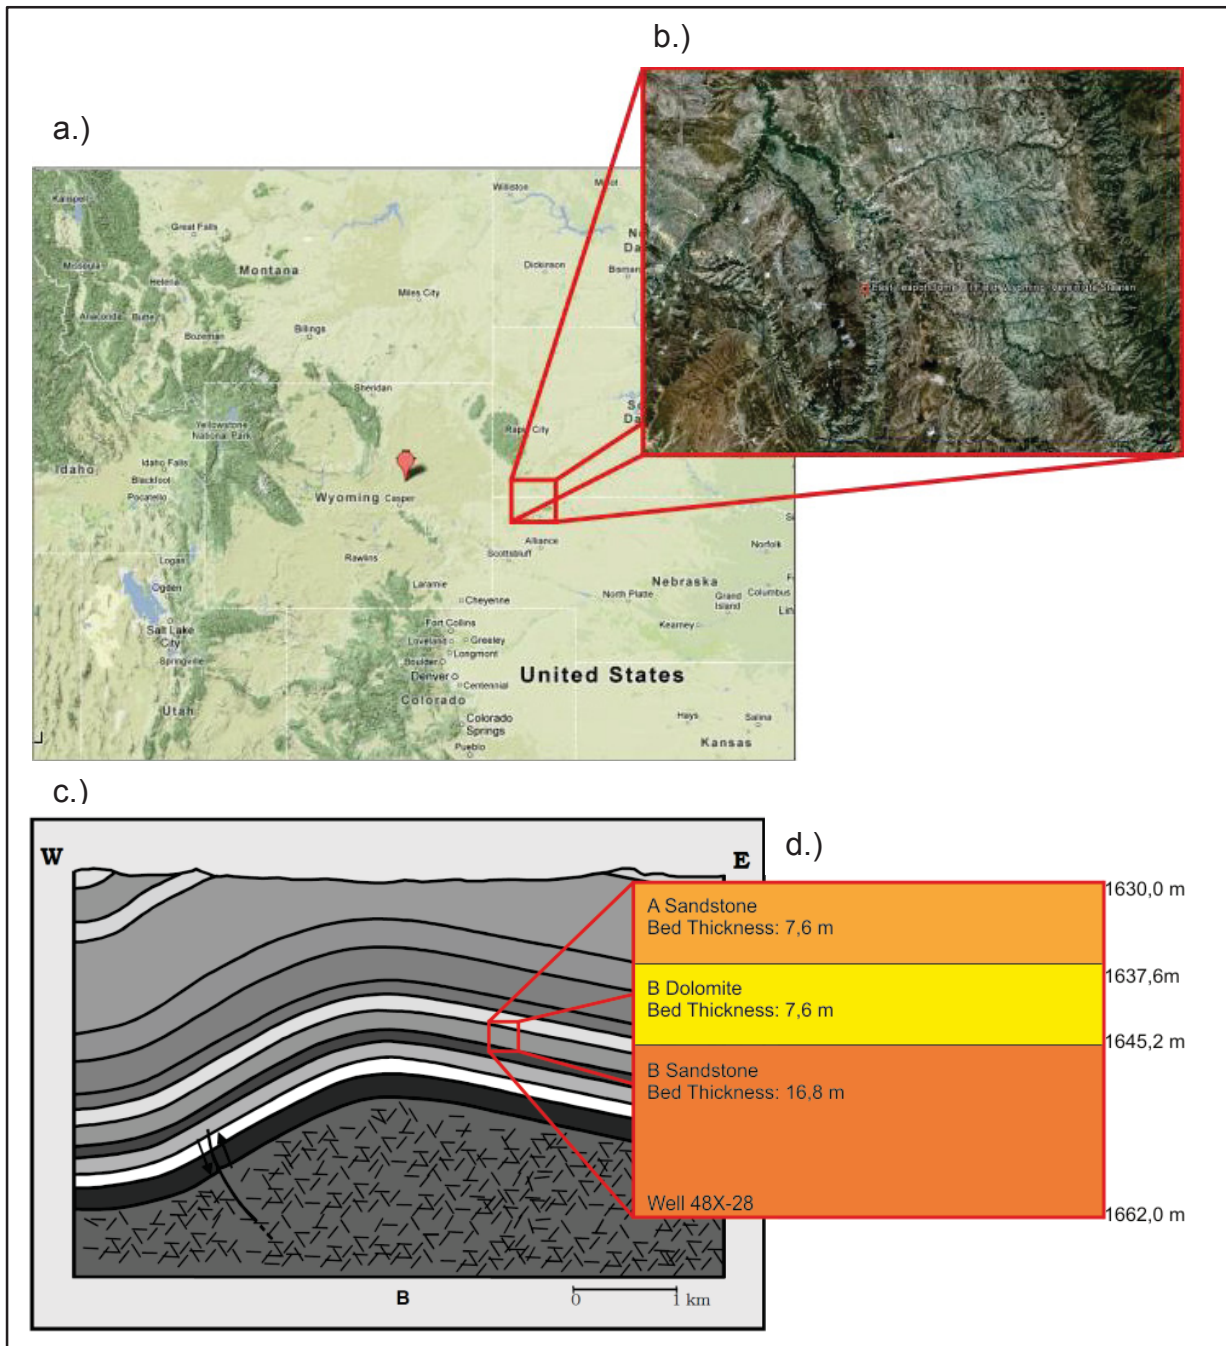 b.)
a.)
Kalispell
Williston
Minot
Great Falls
Missoula
Montana
Dickinson
Helena
Miles City
Anaconda
Butte
Billings
Bozeman
Sheridan
Yellowstone
National Park
Rapid City
Idaho
Idaho Falls
Blackfoot
Pocatello
Wyoming
Casper
Alliance
Scottsbluff
Norfolk
Rawlins
Logan
Ogden
Laramie
Nebraska
North Platte
Grand
Island
Columbus
Cheyenne
Salt Lake
City
Fort Collins
Kearney
Loveland
Greeley
Longmont
Springville
Boulder
Denver
Centennial
United States
Utah
Colorado
Colorado
Springs
Hays
Salina
Pueblo
Kansas
c.)
d.)
W
E
A Sandstone
Bed Thickness: 7,6 m
1630,0 m
B Dolomite
Bed Thickness: 7,6 m
1637,6m
1645,2 m
B Sandstone
Bed Thickness: 16,8 m
Well 48X-28
1662,0 m
B
0
1 km